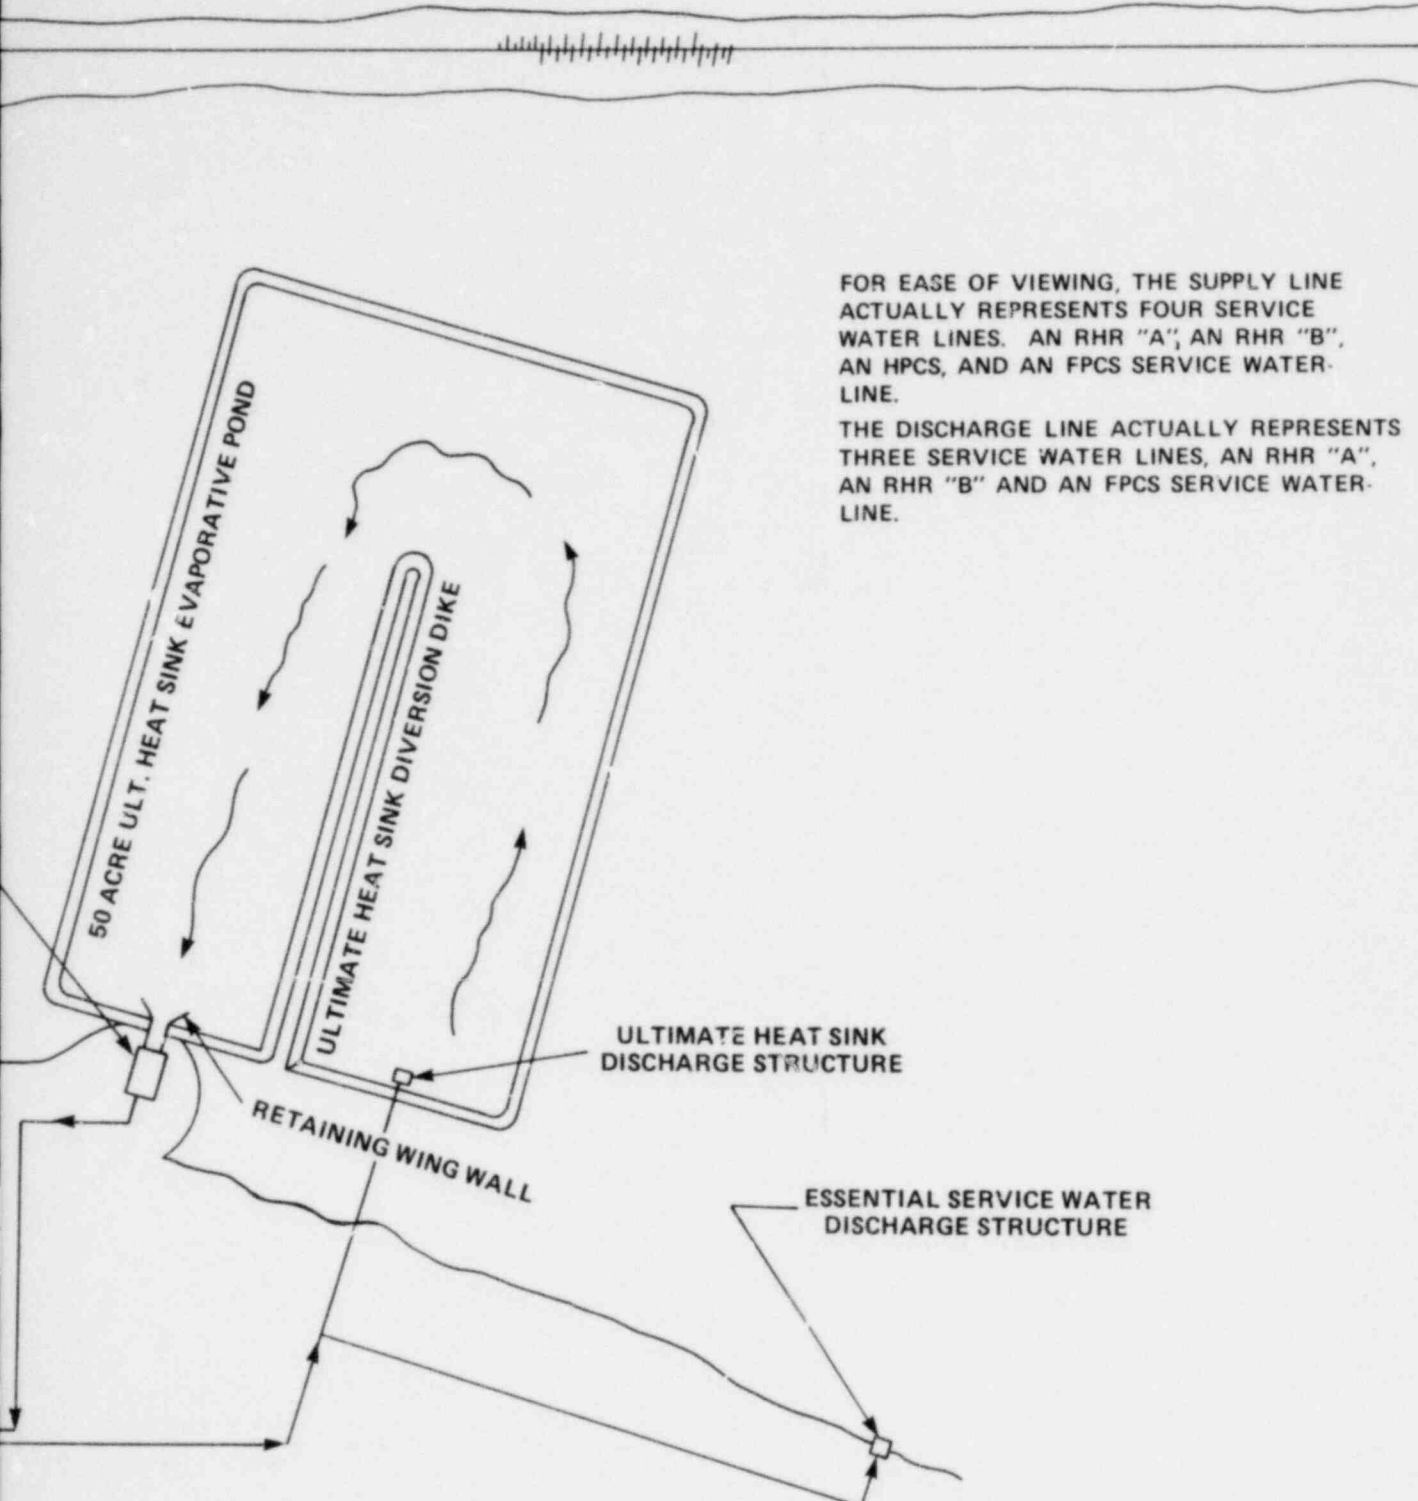 FOR EASE OF VIEWING, THE SUPPLY LINE
ACTUALLY REPRESENTS FOUR SERVICE
WATER LINES. AN RHR "A", AN RHR "B",
AN HPCS, AND AN FPCS SERVICE WATER-
LINE.
THE DISCHARGE LINE ACTUALLY REPRESENTS
THREE SERVICE WATER LINES, AN RHR "A",
AN RHR "B" AND AN FPCS SERVICE WATER-
LINE.
50 ACRE ULT. HEAT SINK EVAPORATIVE POND
ULTIMATE HEAT SINK DIVERSION DIKE
ULTIMATE HEAT SINK
DISCHARGE STRUCTURE
RETAINING WING WALL
ESSENTIAL SERVICE WATER
DISCHARGE STRUCTURE